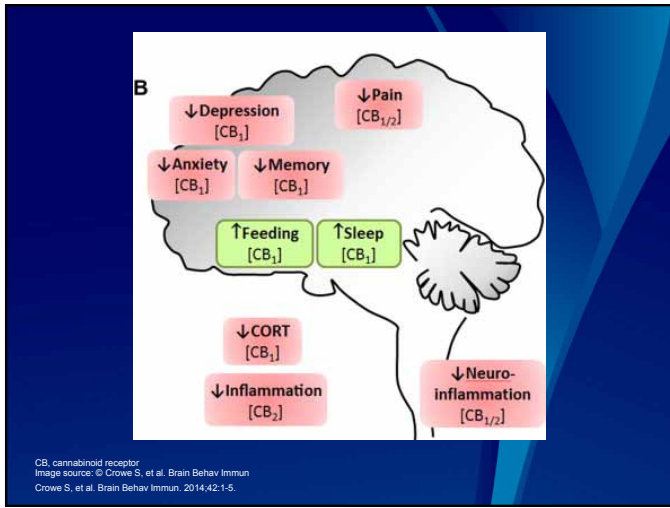 B
↓Depression
[CB₁]
↓Pain
[CB₁/₂]
↓Anxiety
[CB₁]
↓Memory
[CB₁]
↑Feeding
[CB₁]
↑Sleep
[CB₁]
↓CORT
[CB₁]
↓Inflammation
[CB₂]
↓Neuro-
inflammation
[CB₁/₂]
CB, cannabinoid receptor
Image source: © Crowe S, et al. Brain Behav Immun
Crowe S, et al. Brain Behav Immun. 2014;42:1-5.